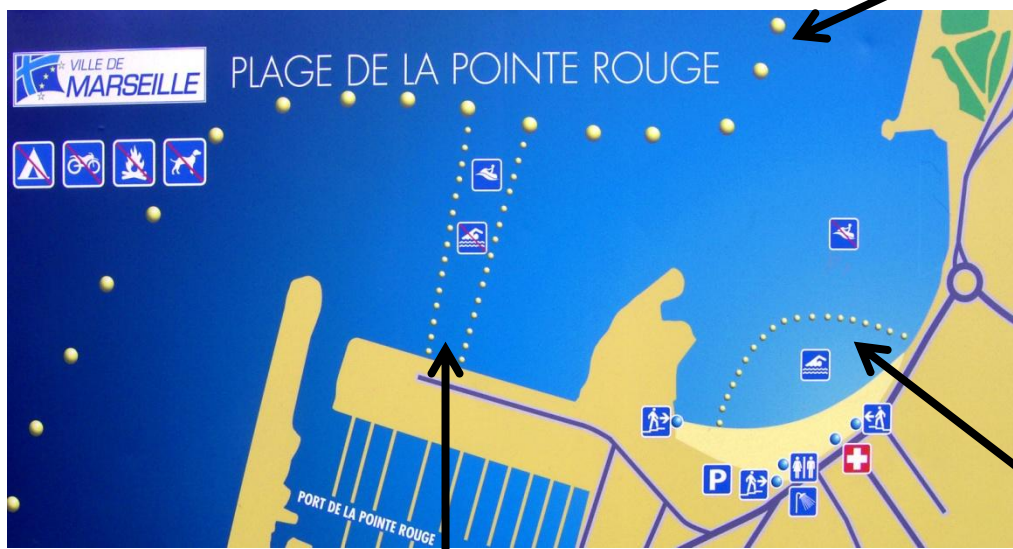 VILLE DE
MARSEILLE
PLAGE DE LA POINTE ROUGE
P
PORT DE LA POINTE ROUGE